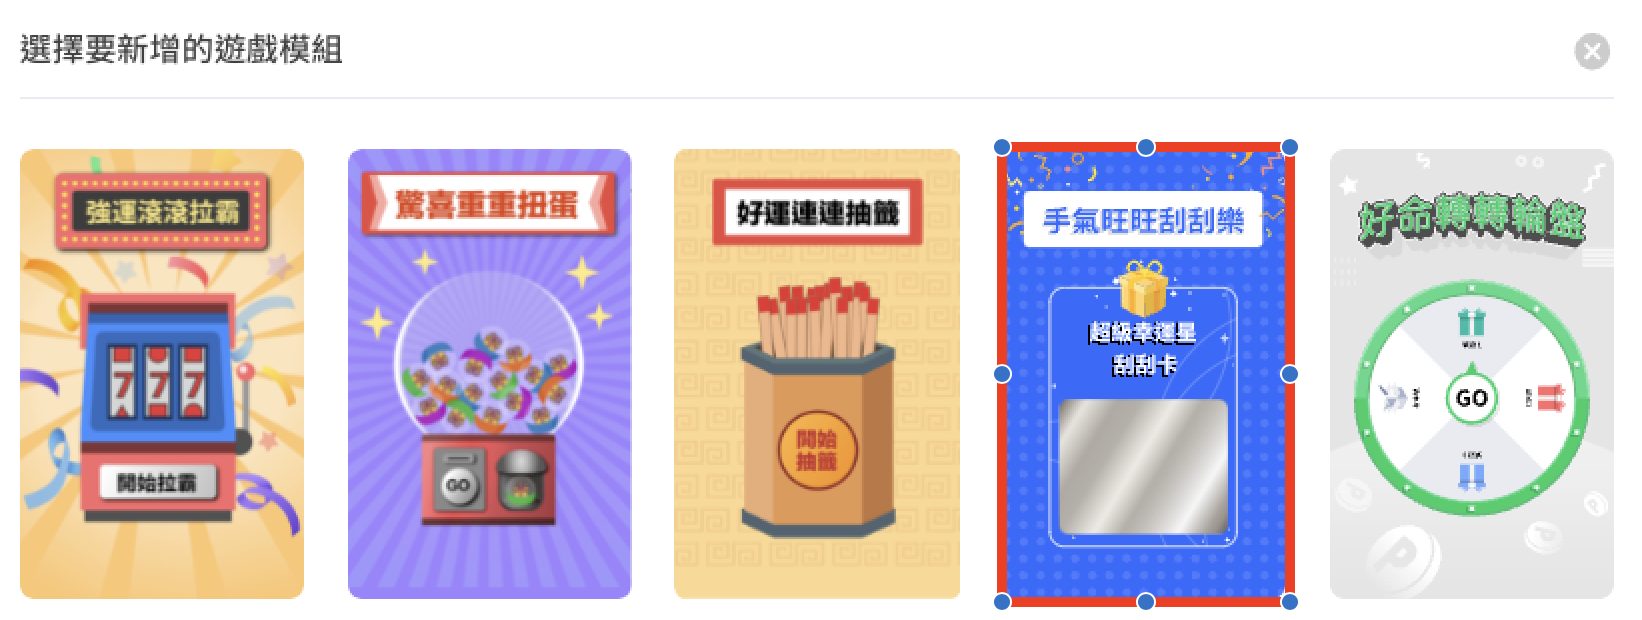 選擇要新增的遊戲模組
強運滾滾拉霸
777
開始拉霸
驚喜重重扭蛋
GO
好運連連抽籤
開始
抽籤
手氣旺旺刮刮樂
超級幸運星
刮刮卡
好命轉轉輪盤
GO
P
P
P
P